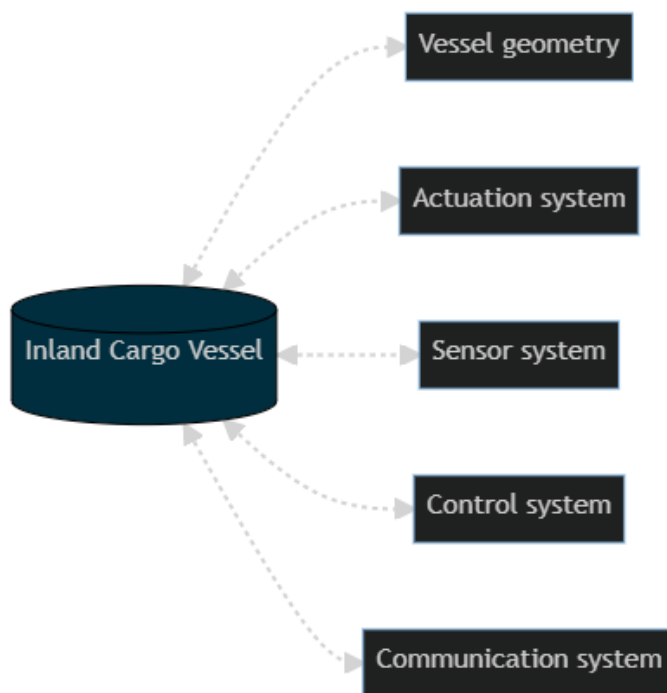 Vessel geometry
Actuation system
Inland Cargo Vessel
Sensor system
Control system
Communication system